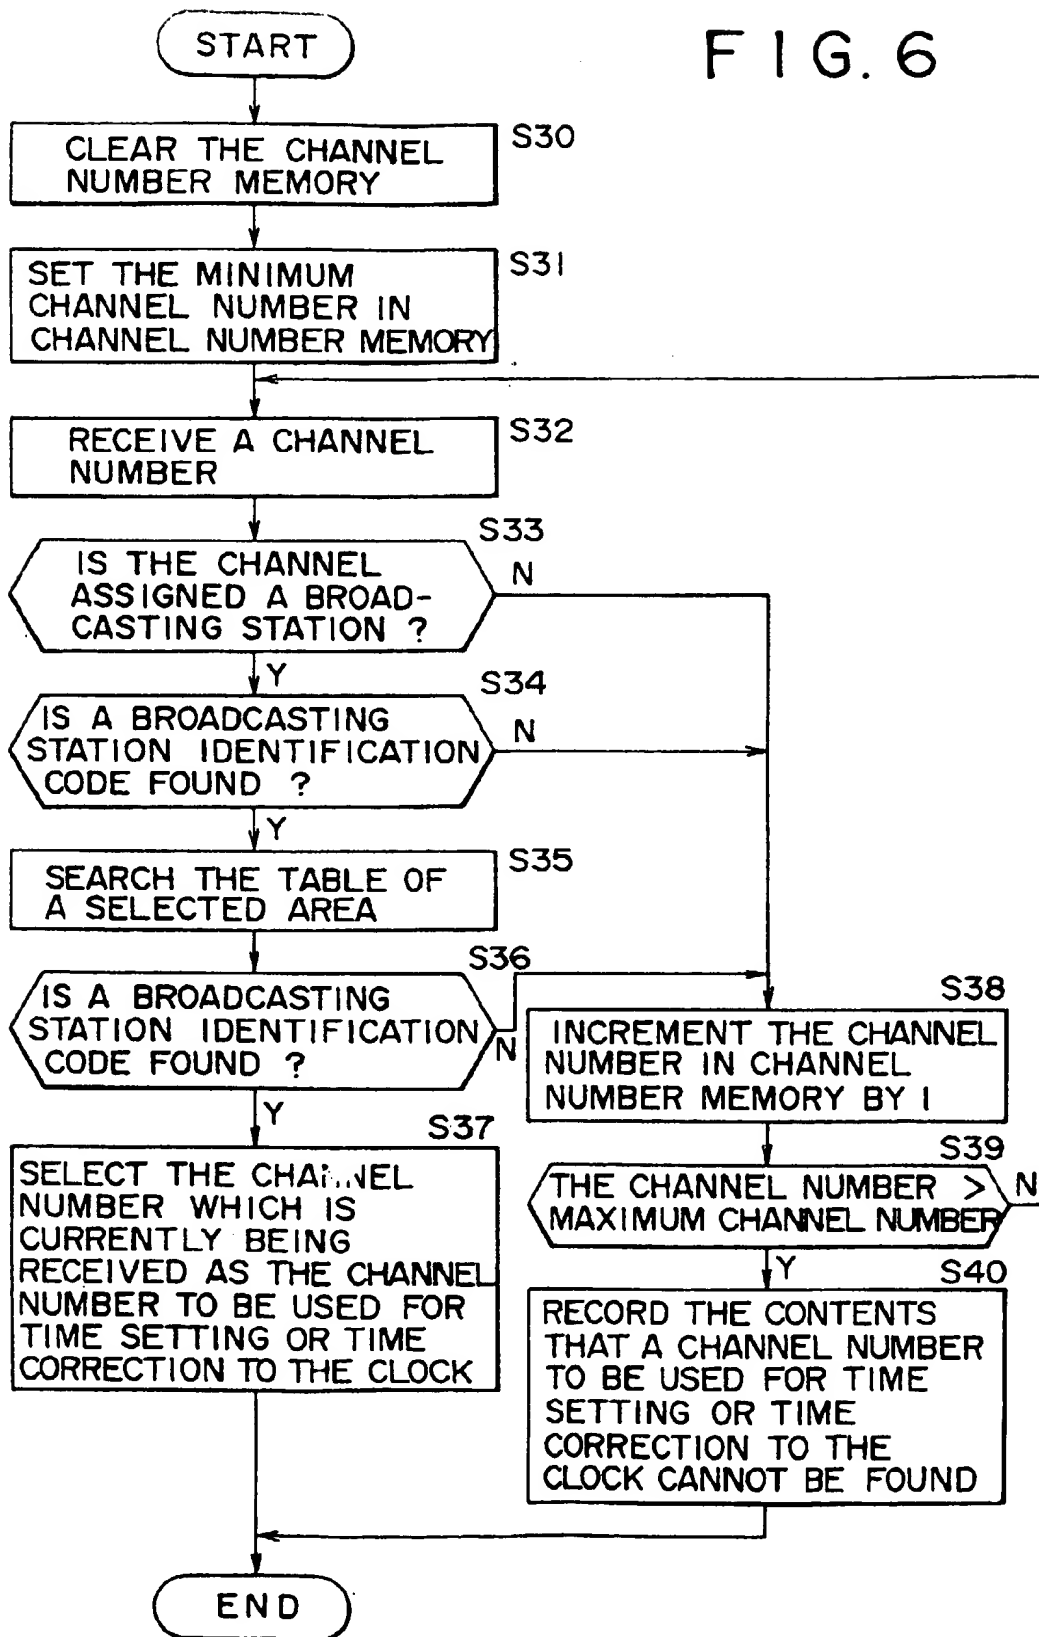 START
F I G. 6
CLEAR THE CHANNEL
NUMBER MEMORY
S30
SET THE MINIMUM
CHANNEL NUMBER IN
CHANNEL NUMBER MEMORY
S31
RECEIVE A CHANNEL
NUMBER
S32
S33
IS THE CHANNEL
ASSIGNED A BROAD-
CASTING STATION ?
N
Y
S34
IS A BROADCASTING
STATION IDENTIFICATION
CODE FOUND ?
N
Y
S35
SEARCH THE TABLE OF
A SELECTED AREA
S36
IS A BROADCASTING
STATION IDENTIFICATION
CODE FOUND ?
N
Y
S37
SELECT THE CHANNEL
NUMBER WHICH IS
CURRENTLY BEING
RECEIVED AS THE CHANNEL
NUMBER TO BE USED FOR
TIME SETTING OR TIME
CORRECTION TO THE CLOCK
S38
INCREMENT THE CHANNEL
NUMBER IN CHANNEL
NUMBER MEMORY BY 1
S39
THE CHANNEL NUMBER >
MAXIMUM CHANNEL NUMBER
N
Y
S40
RECORD THE CONTENTS
THAT A CHANNEL NUMBER
TO BE USED FOR TIME
SETTING OR TIME
CORRECTION TO THE
CLOCK CANNOT BE FOUND
END